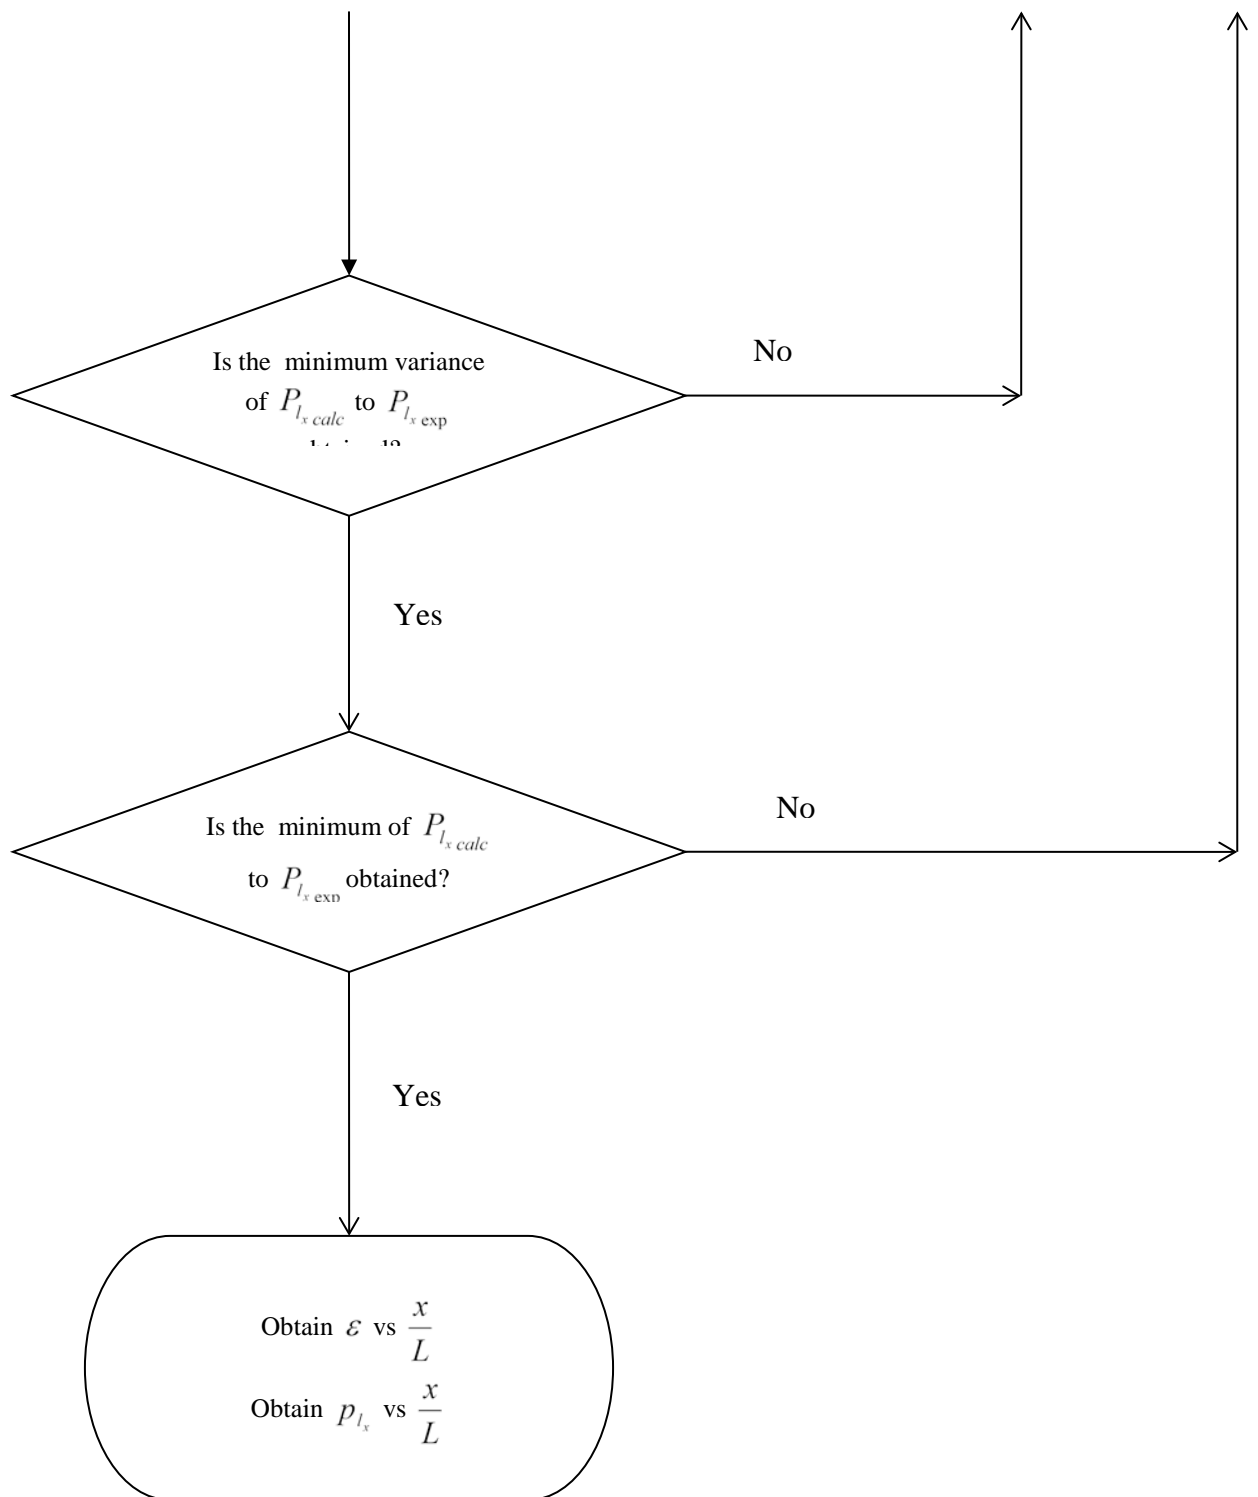 Is the minimum variance
No
of P_{l_x calc} to P_{l_x exp}
Yes
No
Is the minimum of P_{l_x calc}
to P_{l_x exp} obtained?
Yes
Obtain ε vs x/L
Obtain p_{l_x} vs x/L